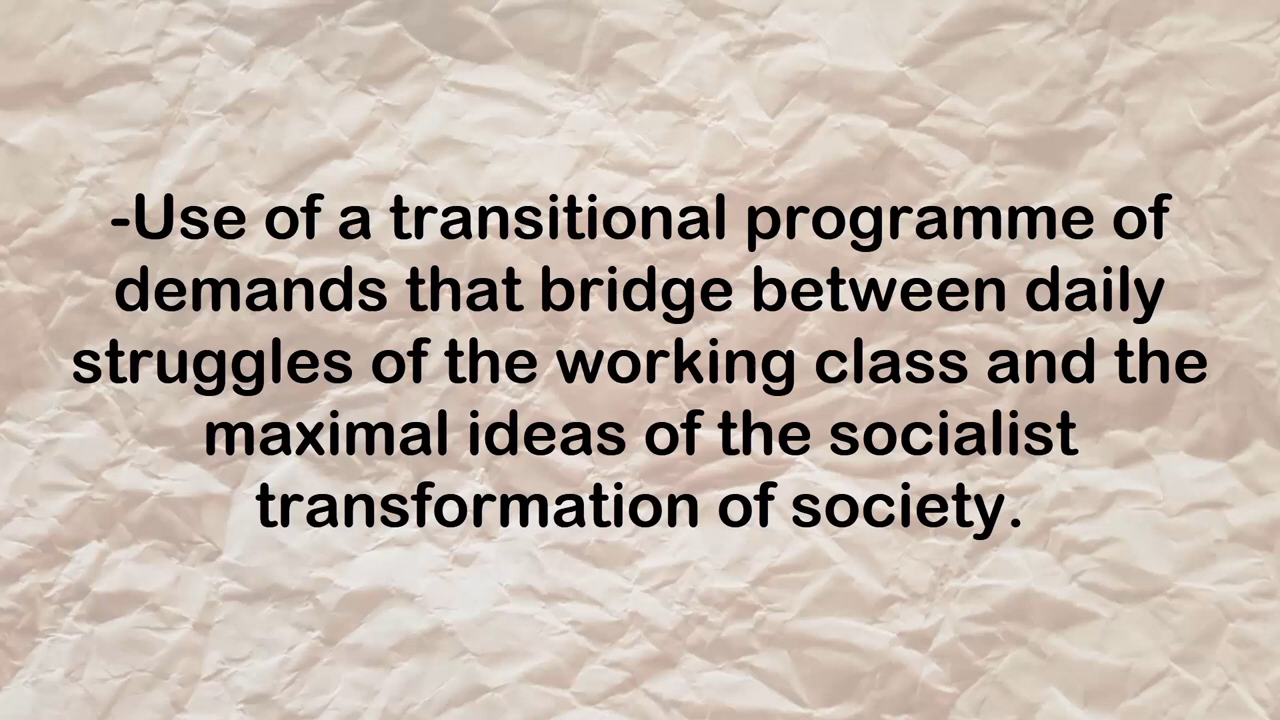 -Use of a transitional programme of
demands that bridge between daily
struggles of the working class and the
maximal ideas of the socialist
transformation of society.